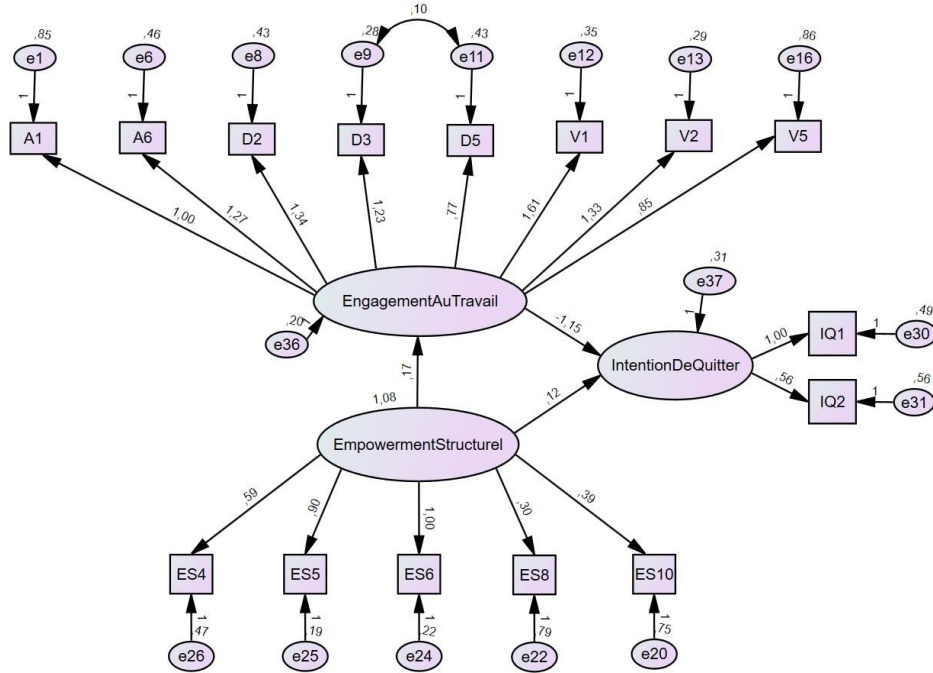 ,10
,85 ,46 ,43 ,28 ,43 ,35 ,29 ,86
e1 e6 e8 e9 e11 e12 e13 e16
1 1 1 1 1 1 1 1
A1 A6 D2 D3 D5 V1 V2 V5
1,00 1,27 1,34 1,23 ,77 1,61 1,33 ,85
,31
e37
EngagementAuTravail
,20 1
e36
-1,15
1
IQ1 1 ,49 e30
1,00
IntentionDeQuitter
,56
IQ2 1 ,56 e31
,17
,12
1,08
EmpowermentStructurel
,59 ,90 1,00 ,30 ,39
ES4 ES5 ES6 ES8 ES10
1 1 1 1 1
,47 ,19 ,22 ,79 ,75
e26 e25 e24 e22 e20